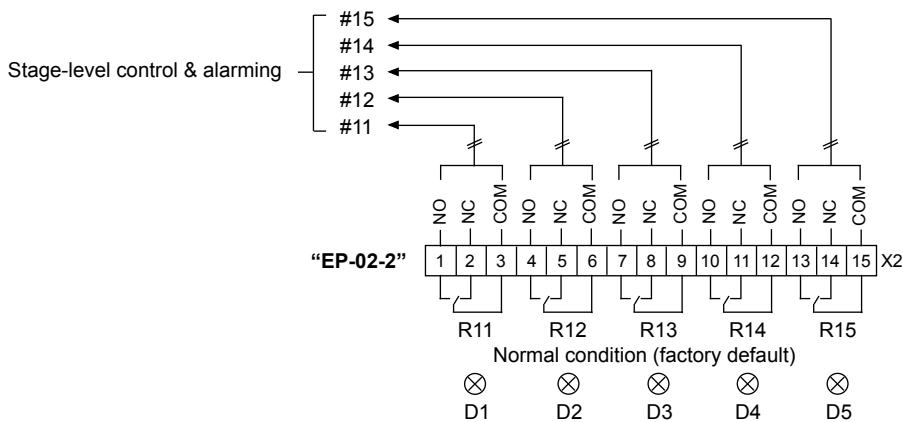 #15
#14
Stage-level control & alarming
#13
#12
#11
NO NC COM NO NC COM NO NC COM NO NC COM NO NC COM
“EP-02-2” 1 2 3 4 5 6 7 8 9 10 11 12 13 14 15 X2
R11 R12 R13 R14 R15
Normal condition (factory default)
D1 D2 D3 D4 D5